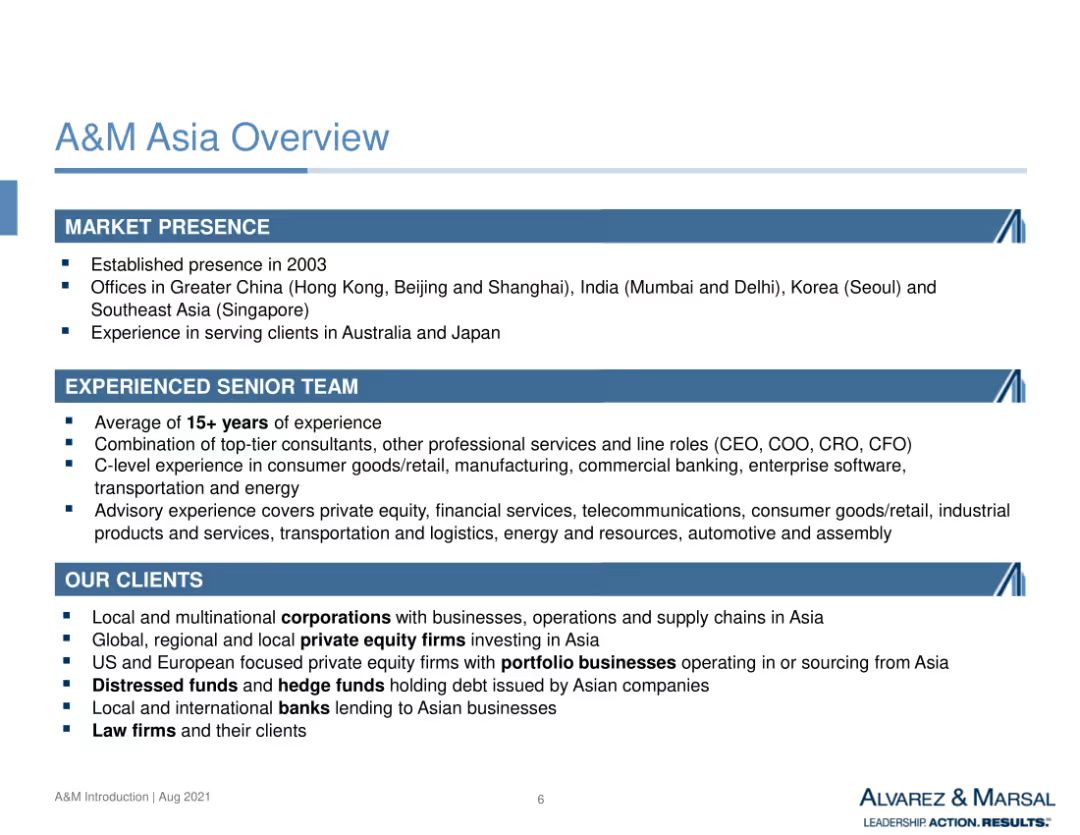 A&M Asia Overview
MARKET PRESENCE
▪ Established presence in 2003
▪ Offices in Greater China (Hong Kong, Beijing and Shanghai), India (Mumbai and Delhi), Korea (Seoul) and
Southeast Asia (Singapore)
▪ Experience in serving clients in Australia and Japan
EXPERIENCED SENIOR TEAM
▪ Average of 15+ years of experience
▪ Combination of top-tier consultants, other professional services and line roles (CEO, COO, CRO, CFO)
▪ C-level experience in consumer goods/retail, manufacturing, commercial banking, enterprise software,
transportation and energy
▪ Advisory experience covers private equity, financial services, telecommunications, consumer goods/retail, industrial
products and services, transportation and logistics, energy and resources, automotive and assembly
OUR CLIENTS
▪ Local and multinational corporations with businesses, operations and supply chains in Asia
▪ Global, regional and local private equity firms investing in Asia
▪ US and European focused private equity firms with portfolio businesses operating in or sourcing from Asia
▪ Distressed funds and hedge funds holding debt issued by Asian companies
▪ Local and international banks lending to Asian businesses
▪ Law firms and their clients
A&M Introduction | Aug 2021
6
ALVAREZ & MARSAL
LEADERSHIP. ACTION. RESULTS.™